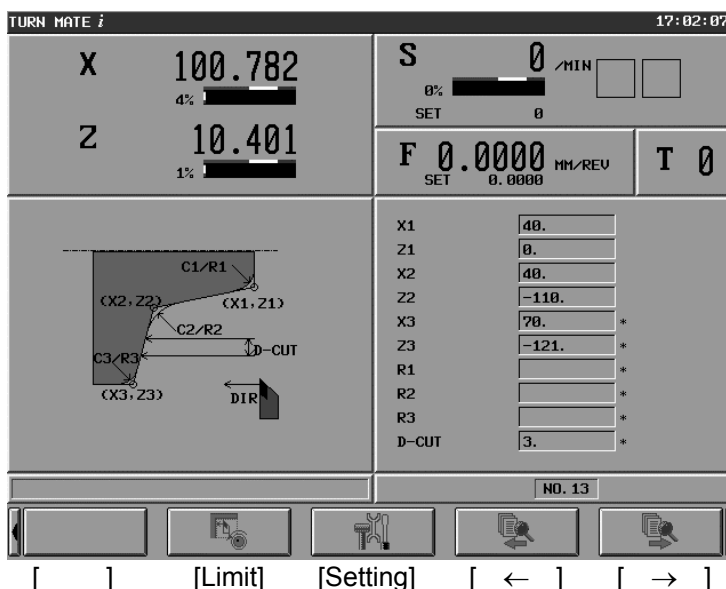 TURN MATE i 17:02:07
X 100.782
4%
Z 10.401
1%
S 0 /MIN
0%
SET 0
F 0.0000 MM/REV
SET 0.0000
T 0
C1/R1
(X2,Z2) (X1,Z1)
C2/R2
D-CUT
C3/R3
(X3,Z3) DIR
X1 40.
Z1 0.
X2 40.
Z2 -110.
X3 70. *
Z3 -121. *
R1 *
R2 *
R3 *
D-CUT 3. *
NO.13
[ ] [Limit] [Setting] [ ← ] [ → ]